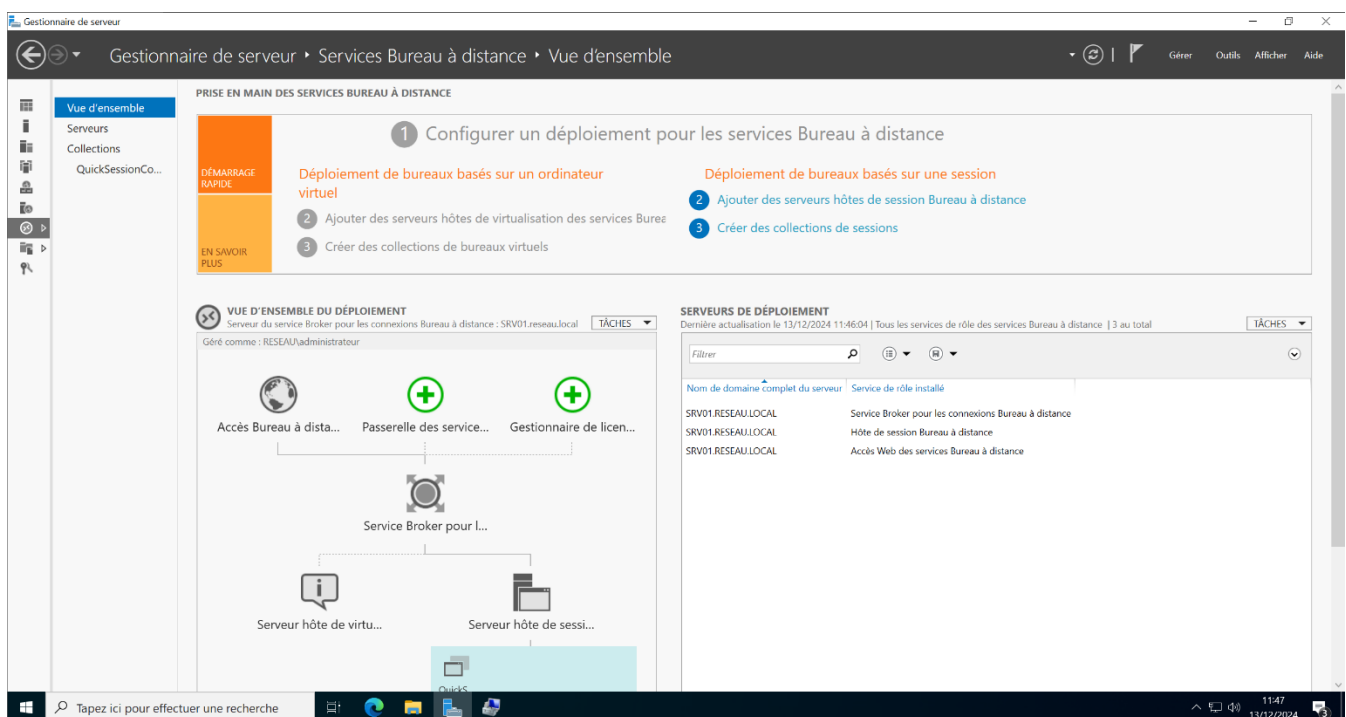 Gestionnaire de serveur
Gestionnaire de serveur ‣ Services Bureau à distance ‣ Vue d'ensemble
Gérer Outils Afficher Aide
Vue d'ensemble
Serveurs
Collections
QuickSessionCo...
PRISE EN MAIN DES SERVICES BUREAU À DISTANCE
DÉMARRAGE
RAPIDE
EN SAVOIR
PLUS
1 Configurer un déploiement pour les services Bureau à distance
Déploiement de bureaux basés sur un ordinateur
virtuel
2 Ajouter des serveurs hôtes de virtualisation des services Burea
3 Créer des collections de bureaux virtuels
Déploiement de bureaux basés sur une session
2 Ajouter des serveurs hôtes de session Bureau à distance
3 Créer des collections de sessions
VUE D'ENSEMBLE DU DÉPLOIEMENT
Serveur du service Broker pour les connexions Bureau à distance : SRV01.reseau.local
TÂCHES
Géré comme : RESEAU\administrateur
Accès Bureau à dista...
Passerelle des service...
Gestionnaire de licen...
Service Broker pour l...
Serveur hôte de virtu...
Serveur hôte de sessi...
QuickS
SERVEURS DE DÉPLOIEMENT
Dernière actualisation le 13/12/2024 11:46:04 | Tous les services de rôle des services Bureau à distance | 3 au total
TÂCHES
Filtrer
Nom de domaine complet du serveur Service de rôle installé
SRV01.RESEAU.LOCAL Service Broker pour les connexions Bureau à distance
SRV01.RESEAU.LOCAL Hôte de session Bureau à distance
SRV01.RESEAU.LOCAL Accès Web des services Bureau à distance
Tapez ici pour effectuer une recherche
11:47
13/12/2024
3